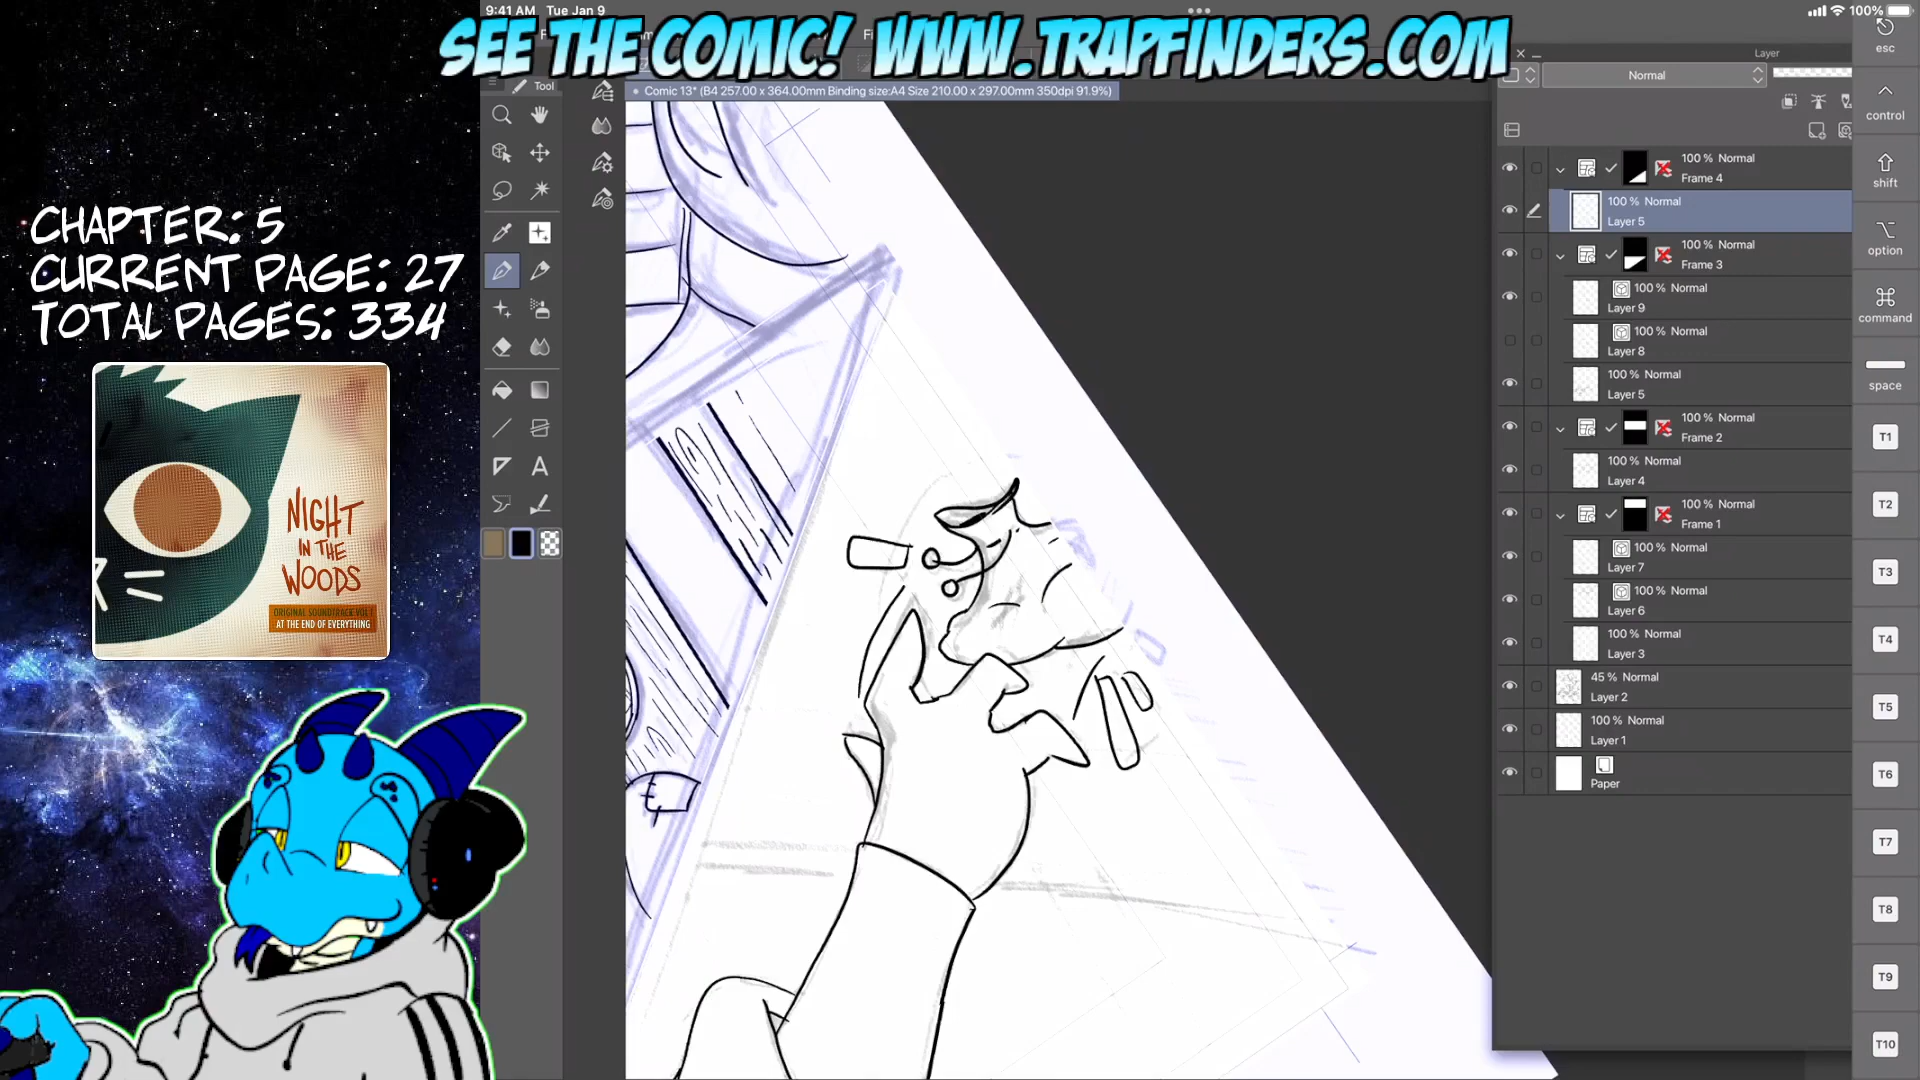 9:41 AM Tue Jan 9
100%
SEE THE COMIC! WWW.TRAPFINDERS.COM
Tool
Comic 13* (B4 257.00 x 364.00mm Binding size:A4 Size 210.00 x 297.00mm 350dpi 91.9%)
Layer
Normal
CHAPTER: 5
CURRENT PAGE: 27
TOTAL PAGES: 334
NIGHT
IN THE
WOODS
ORIGINAL SOUNDTRACK VOL 1
AT THE END OF EVERYTHING
A
100 % Normal
Frame 4
100 % Normal
Layer 5
100 % Normal
Frame 3
100 % Normal
Layer 9
100 % Normal
Layer 8
100 % Normal
Layer 5
100 % Normal
Frame 2
100 % Normal
Layer 4
100 % Normal
Frame 1
100 % Normal
Layer 7
100 % Normal
Layer 6
100 % Normal
Layer 3
45 % Normal
Layer 2
100 % Normal
Layer 1
Paper
esc
control
shift
option
command
space
T1
T2
T3
T4
T5
T6
T7
T8
T9
T10